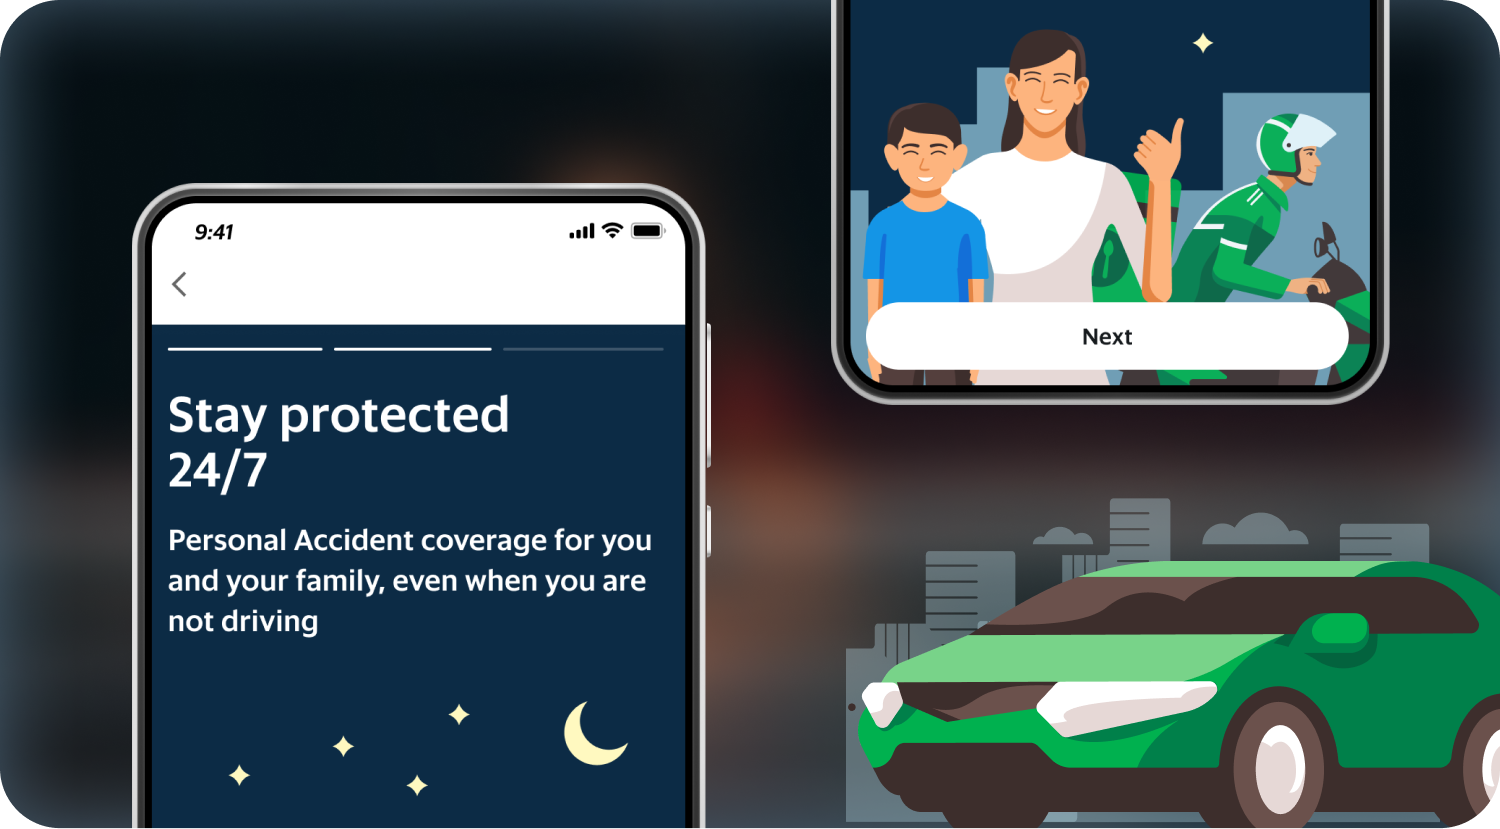 9:41
Stay protected
24/7
Personal Accident coverage for you
and your family, even when you are
not driving
Next